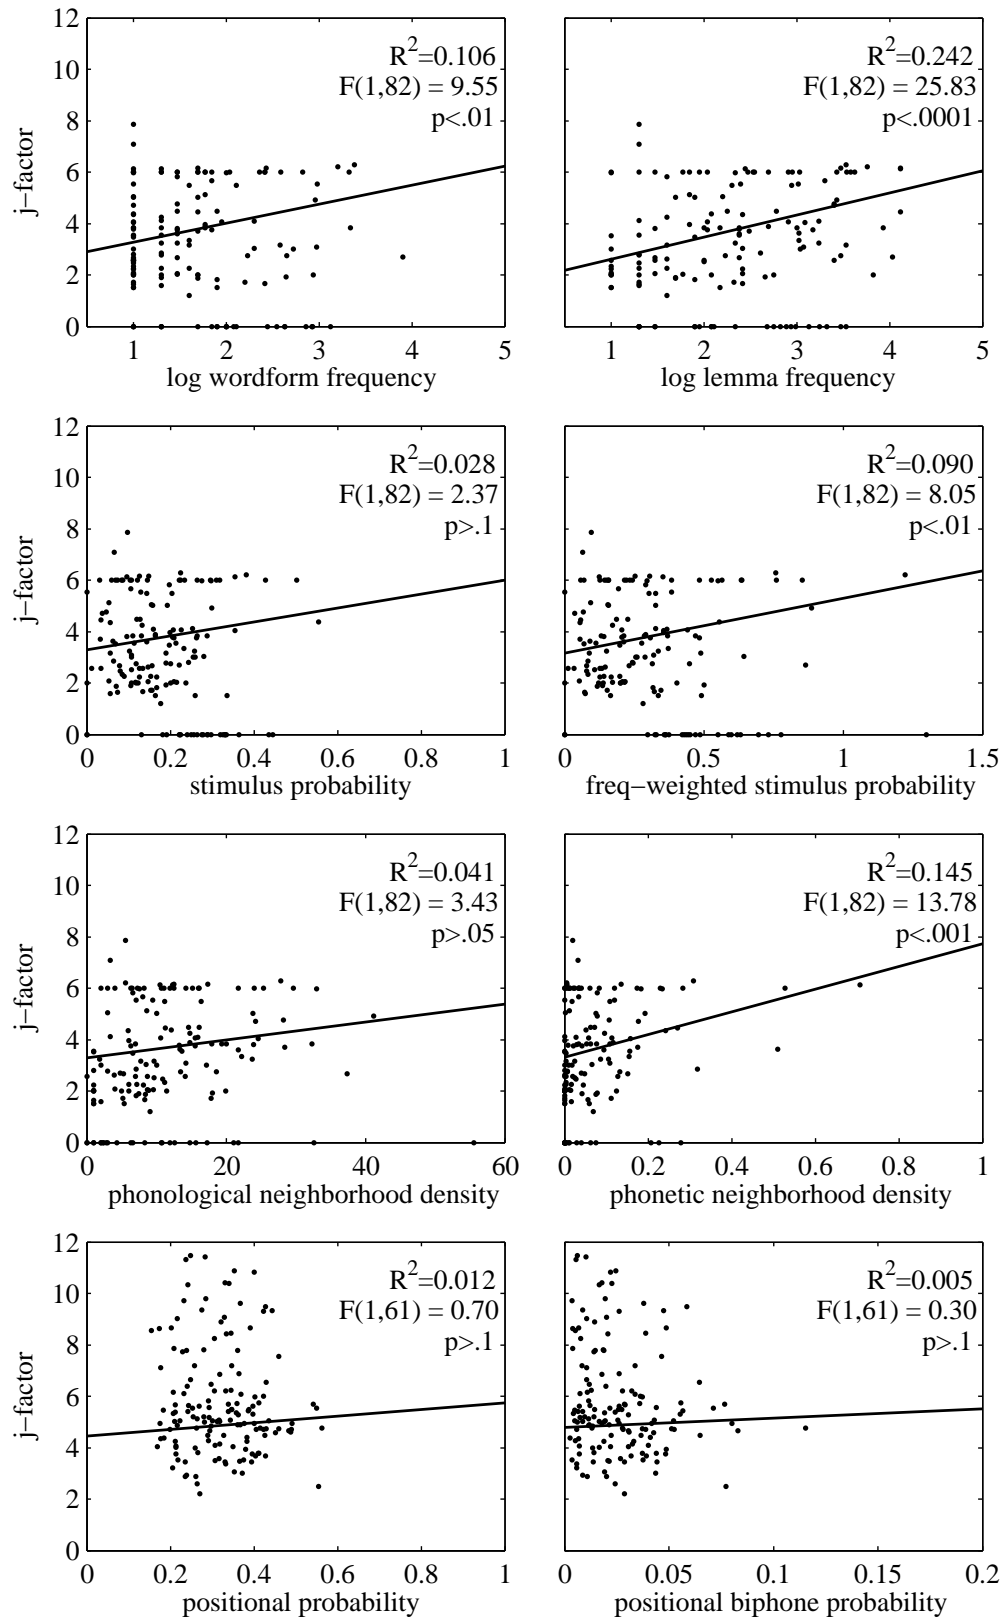 12
10
8
6
4
2
0
j−factor
R²=0.106
F(1,82) = 9.55
p<.01
1 2 3 4 5
log wordform frequency
R²=0.242
F(1,82) = 25.83
p<.0001
1 2 3 4 5
log lemma frequency
12
10
8
6
4
2
0
j−factor
R²=0.028
F(1,82) = 2.37
p>.1
0 0.2 0.4 0.6 0.8 1
stimulus probability
R²=0.090
F(1,82) = 8.05
p<.01
0 0.5 1 1.5
freq−weighted stimulus probability
12
10
8
6
4
2
0
j−factor
R²=0.041
F(1,82) = 3.43
p>.05
0 20 40 60
phonological neighborhood density
R²=0.145
F(1,82) = 13.78
p<.001
0 0.2 0.4 0.6 0.8 1
phonetic neighborhood density
12
10
8
6
4
2
0
j−factor
R²=0.012
F(1,61) = 0.70
p>.1
0 0.2 0.4 0.6 0.8 1
positional probability
R²=0.005
F(1,61) = 0.30
p>.1
0 0.05 0.1 0.15 0.2
positional biphone probability